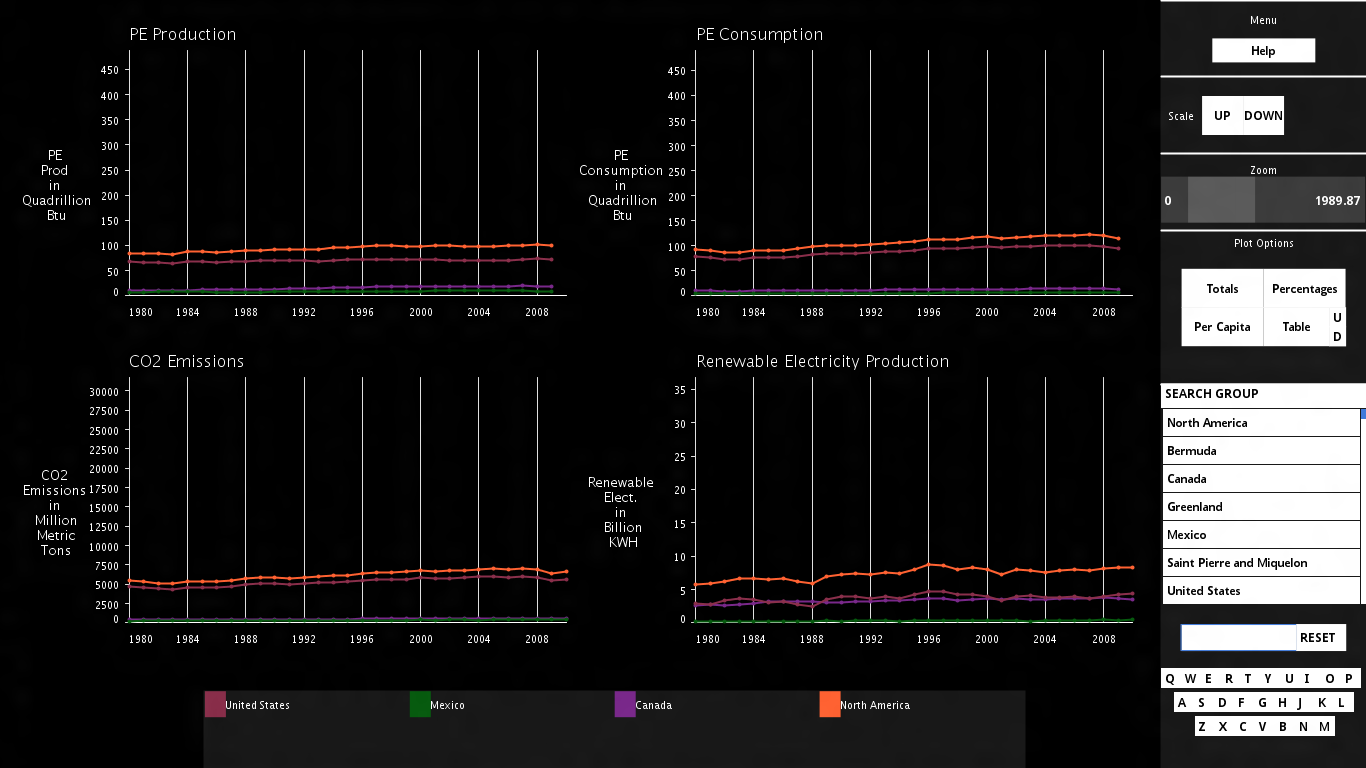 PE Production
450
400
350
300
250
200
150
100
50
0
PE
Prod
in
Quadrillion
Btu
1980 1984 1988 1992 1996 2000 2004 2008
PE Consumption
450
400
350
300
250
200
150
100
50
0
PE
Consumption
in
Quadrillion
Btu
1980 1984 1988 1992 1996 2000 2004 2008
CO2 Emissions
30000
27500
25000
22500
20000
17500
15000
12500
10000
7500
5000
2500
0
CO2
Emissions
in
Million
Metric
Tons
1980 1984 1988 1992 1996 2000 2004 2008
Renewable Electricity Production
35
30
25
20
15
10
5
0
Renewable
Elect.
in
Billion
KWH
1980 1984 1988 1992 1996 2000 2004 2008
United States Mexico Canada North America
Menu
Help
Scale UP DOWN
Zoom
0 1989.87
Plot Options
Totals Percentages
Per Capita Table U
D
SEARCH GROUP
North America
Bermuda
Canada
Greenland
Mexico
Saint Pierre and Miquelon
United States
RESET
Q W E R T Y U I O P
A S D F G H J K L
Z X C V B N M